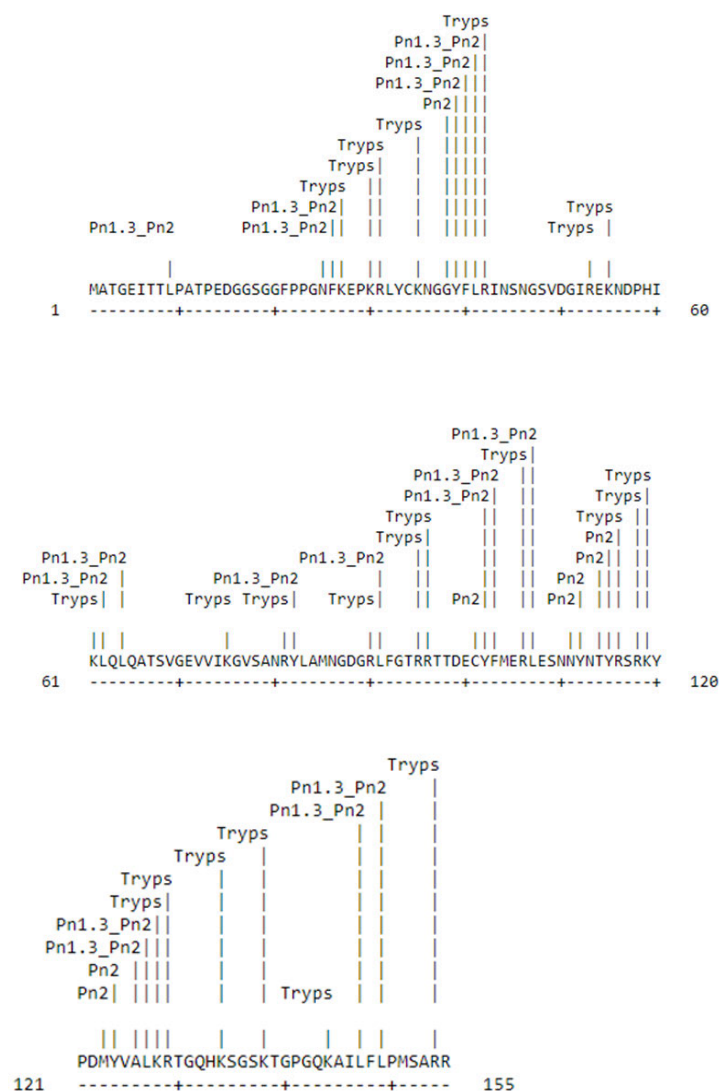 Tryps
Pn1.3_Pn2|
Pn1.3_Pn2||
Pn1.3_Pn2|||
Pn2||||
Tryps |||||
Tryps | |||||
Tryps| | |||||
Tryps || | |||||
Pn1.3_Pn2| || | ||||| Tryps
Pn1.3_Pn2 Pn1.3_Pn2|| || | ||||| Tryps |
| ||| || | ||||| | |
MATGEITTLPATPEDGGSGGFPPGNFKEPKRLYCKNGGYFLRINSNGSVDGIREKNDPHI
1 ---------+---------+---------+---------+---------+---------+ 60
Pn1.3_Pn2
Tryps|
Pn1.3_Pn2 || Tryps
Pn1.3_Pn2| || Tryps|
Tryps || || Tryps ||
Tryps| || || Pn2| ||
Pn1.3_Pn2 Pn1.3_Pn2 || || || Pn2|| ||
Pn1.3_Pn2 | Pn1.3_Pn2 | || || || Pn2 ||| ||
Tryps| | Tryps Tryps| Tryps| || Pn2|| || Pn2| ||| ||
|| | | || || || ||| || || ||| ||
KLQLQATSVGEVVIKGVSANRYLAMNGDGRLFGTRRTTDECYFMERLESNNYNTYRSRKY
61 ---------+---------+---------+---------+---------+---------+ 120
Tryps
Pn1.3_Pn2 |
Pn1.3_Pn2 | |
Tryps | | |
Tryps | | | |
Tryps | | | | |
Tryps| | | | | |
Pn1.3_Pn2|| | | | | |
Pn1.3_Pn2||| | | | | |
Pn2 |||| | | | | |
Pn2| |||| | | Tryps | | |
|| |||| | | | | | |
PDMYVALKRTGQHKSGSKTGPGQKAILFLPMSARR
121 ---------+---------+---------+----- 155